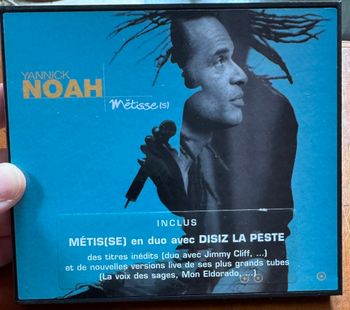 YANNICK
NOAH
Métisse(s)
INCLUS
MÉTIS(SE) en duo avec DISIZ LA PESTE
des titres inédits (duo avec Jimmy Cliff, ...)
et de nouvelles versions live de ses plus grands tubes
(La voix des sages, Mon Eldorado, ...)